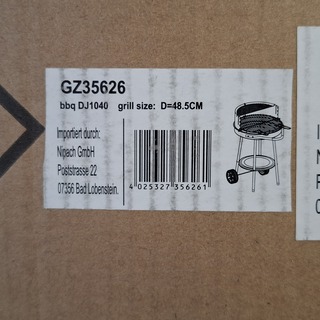 GZ35626
bbq DJ1040 grill size: D=48.5CM
Importiert durch:
Nipach GmbH
Poststrasse 22
07356 Bad Lobenstein.
4 025327 356261